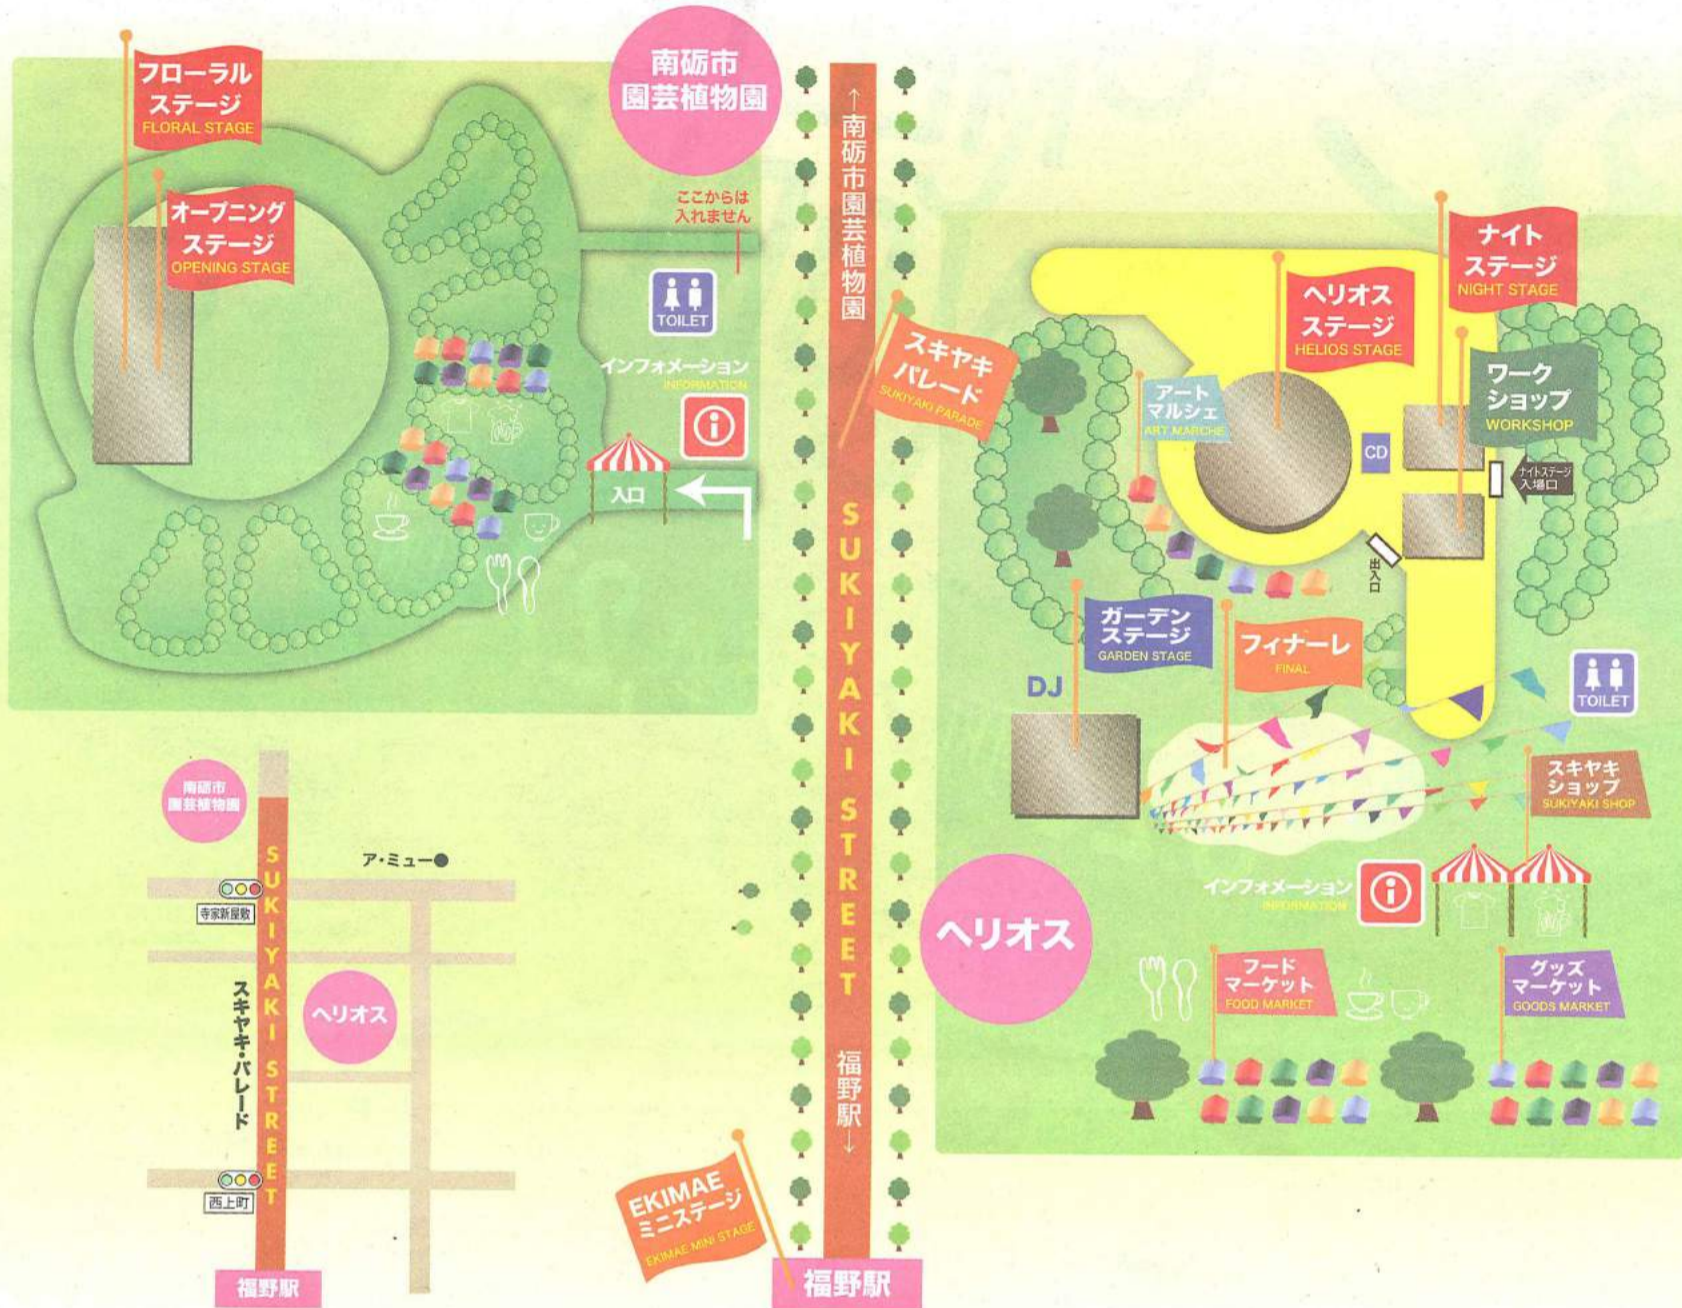 フローラル
ステージ
FLORAL STAGE
オープニング
ステージ
OPENING STAGE
南砺市
園芸植物園
ここからは
入れません
TOILET
インフォメーション
INFORMATION
入口
↑南砺市園芸植物園
SUKIYAKI STREET
福野駅↓
スキヤキ
パレード
SUKIYAKI PARADE
ナイト
ステージ
NIGHT STAGE
ヘリオス
ステージ
HELIOS STAGE
ワーク
ショップ
WORKSHOP
アート
マルシェ
ART MARCHE
CD
ナイトステージ
入場口
出入口
ガーデン
ステージ
GARDEN STAGE
フィナーレ
FINAL
DJ
TOILET
スキヤキ
ショップ
SUKIYAKI SHOP
インフォメーション
INFORMATION
ヘリオス
フード
マーケット
FOOD MARKET
グッズ
マーケット
GOODS MARKET
南砺市
園芸植物園
ア・ミュー●
寺家新屋敷
SUKIYAKI STREET
ヘリオス
スキヤキ・パレード
西上町
福野駅
EKIMAE
ミニステージ
EKIMAE MINI STAGE
福野駅